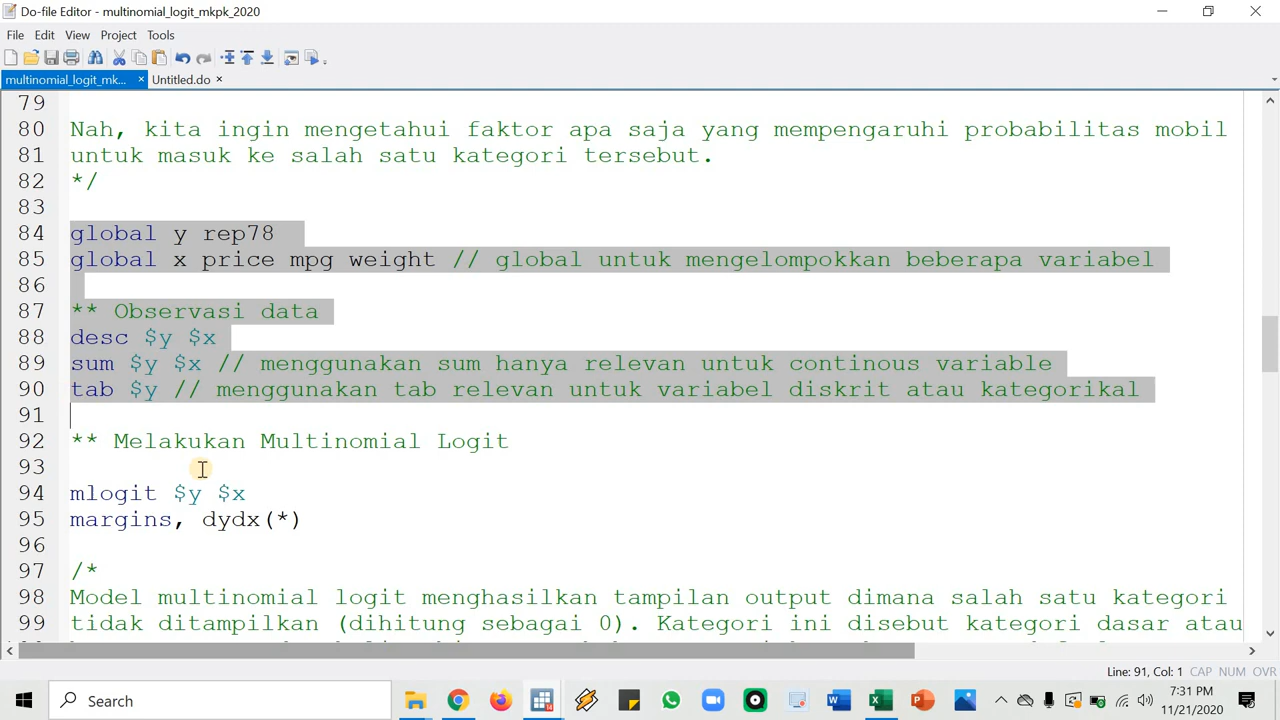 Do-file Editor - multinomial_logit_mkpk_2020
File Edit View Project Tools
multinomial_logit_mk... × Untitled.do ×
79
80 Nah, kita ingin mengetahui faktor apa saja yang mempengaruhi probabilitas mobil
81 untuk masuk ke salah satu kategori tersebut.
82 */
83
84 global y rep78
85 global x price mpg weight // global untuk mengelompokkan beberapa variabel
86
87 ** Observasi data
88 desc $y $x
89 sum $y $x // menggunakan sum hanya relevan untuk continous variable
90 tab $y // menggunakan tab relevan untuk variabel diskrit atau kategorikal
91
92 ** Melakukan Multinomial Logit
93
94 mlogit $y $x
95 margins, dydx(*)
96
97 /*
98 Model multinomial logit menghasilkan tampilan output dimana salah satu kategori
99 tidak ditampilkan (dihitung sebagai 0). Kategori ini disebut kategori dasar atau
Line: 91, Col: 1 CAP NUM OVR
Search
7:31 PM
11/21/2020